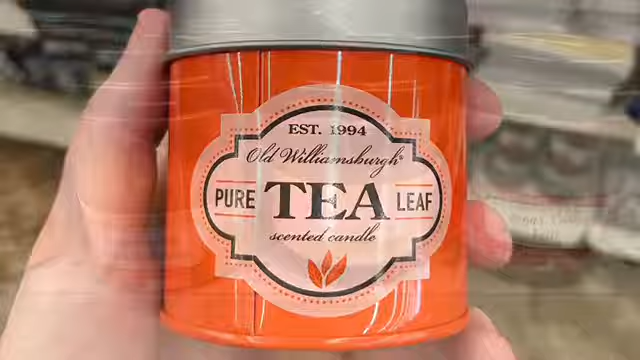 EST. 1994
Old Williamsburgh®
PURE TEA LEAF
scented candle